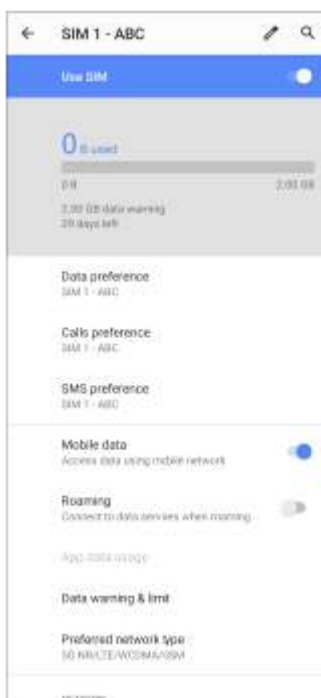 SIM 1 - ABC
Use SIM
0 B used
0 B
2.00 GB
2.00 GB data warning
29 days left
Data preference
SIM 1 - ABC
Calls preference
SIM 1 - ABC
SMS preference
SIM 1 - ABC
Mobile data
Access data using mobile network
Roaming
Connect to data services when roaming
App data usage
Data warning & limit
Preferred network type
5G NR/LTE/WCDMA/GSM